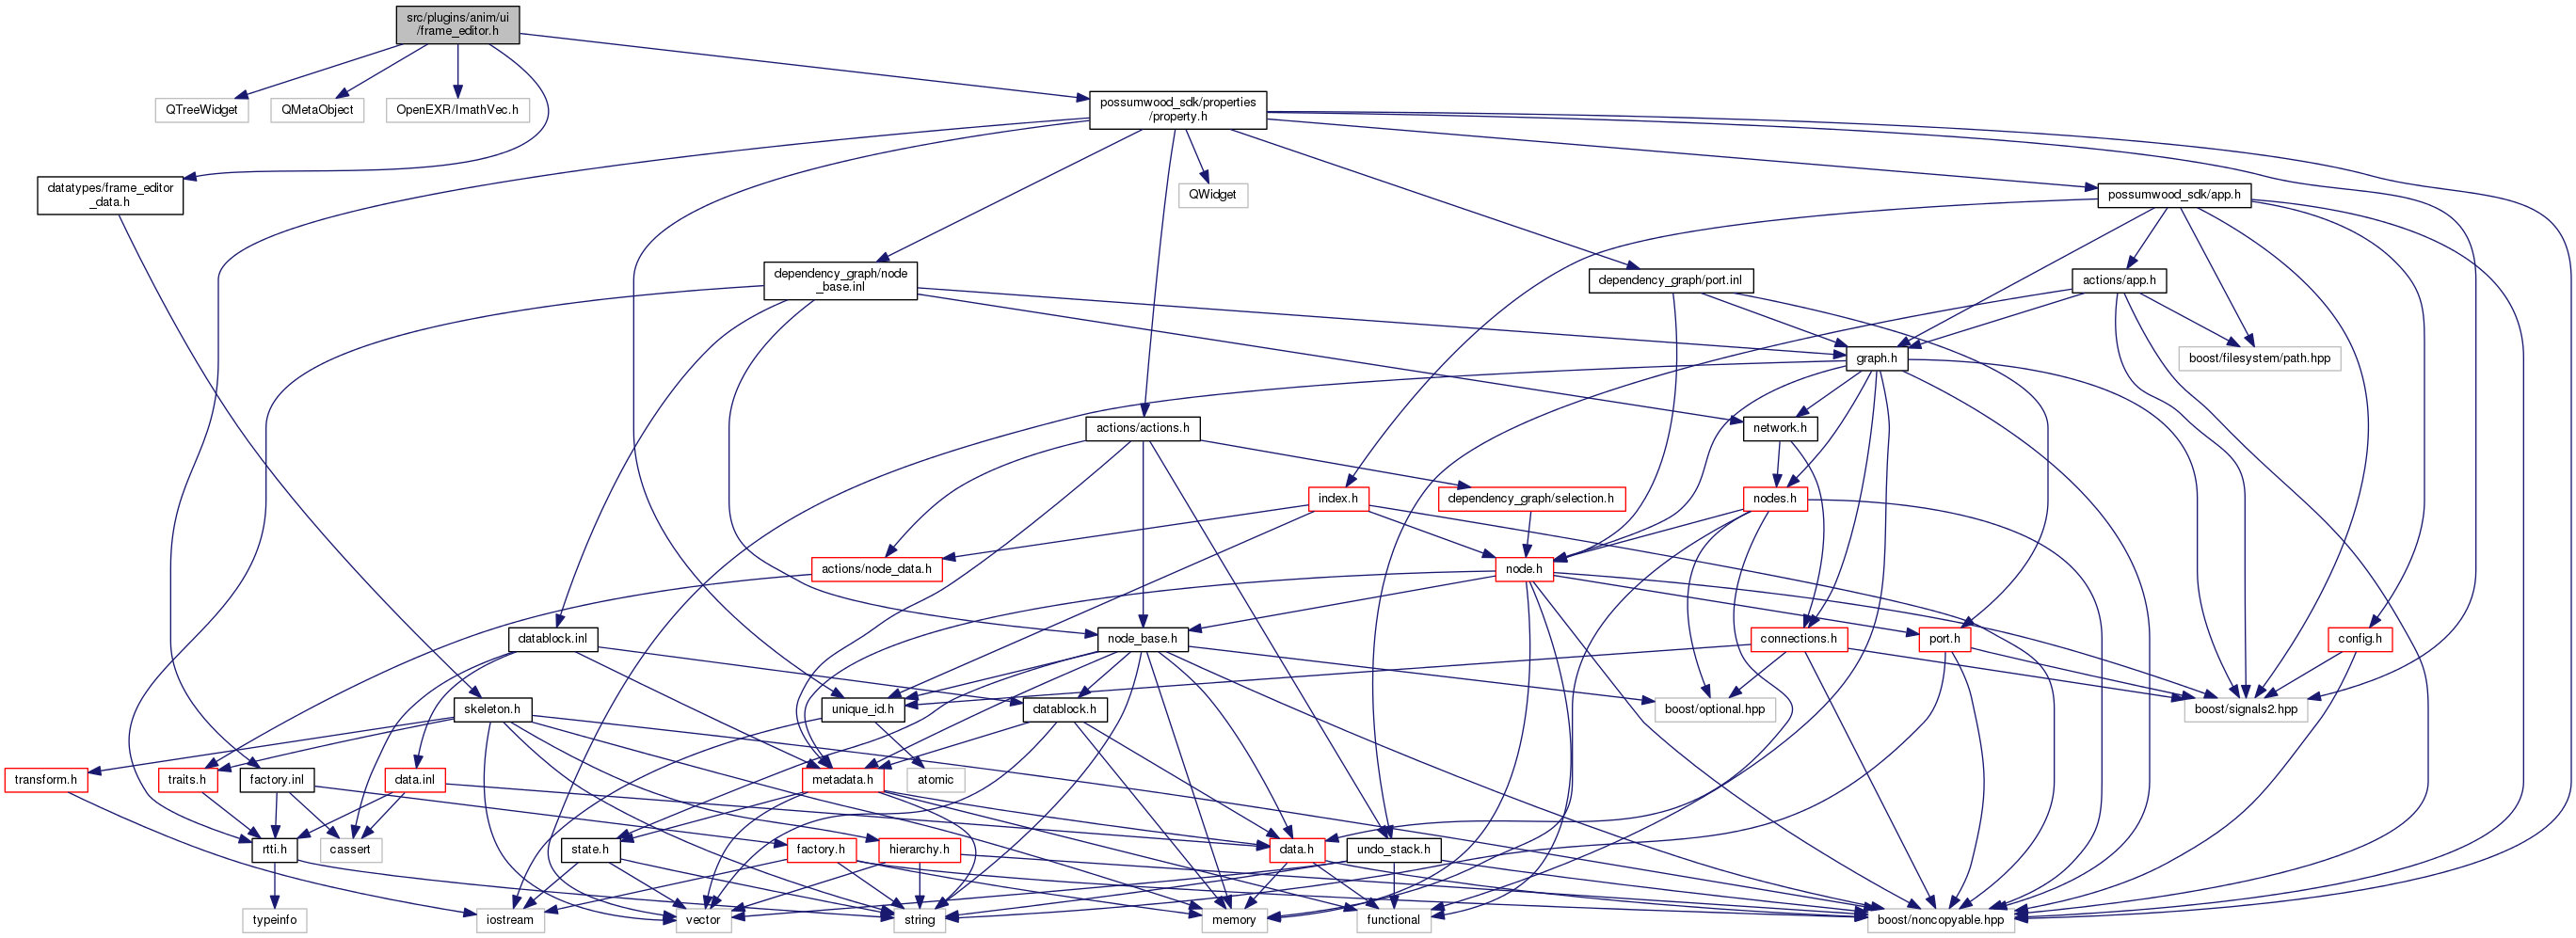 src/plugins/anim/ui
/frame_editor.h
QTreeWidget
QMetaObject
OpenEXR/ImathVec.h
possumwood_sdk/properties
/property.h
datatypes/frame_editor
_data.h
QWidget
possumwood_sdk/app.h
dependency_graph/node
_base.inl
dependency_graph/port.inl
actions/app.h
graph.h
boost/filesystem/path.hpp
actions/actions.h
network.h
index.h
dependency_graph/selection.h
nodes.h
actions/node_data.h
node.h
datablock.inl
node_base.h
connections.h
port.h
config.h
skeleton.h
unique_id.h
datablock.h
boost/optional.hpp
boost/signals2.hpp
transform.h
traits.h
factory.inl
data.inl
metadata.h
atomic
rtti.h
cassert
state.h
factory.h
hierarchy.h
data.h
undo_stack.h
typeinfo
iostream
vector
string
memory
functional
boost/noncopyable.hpp